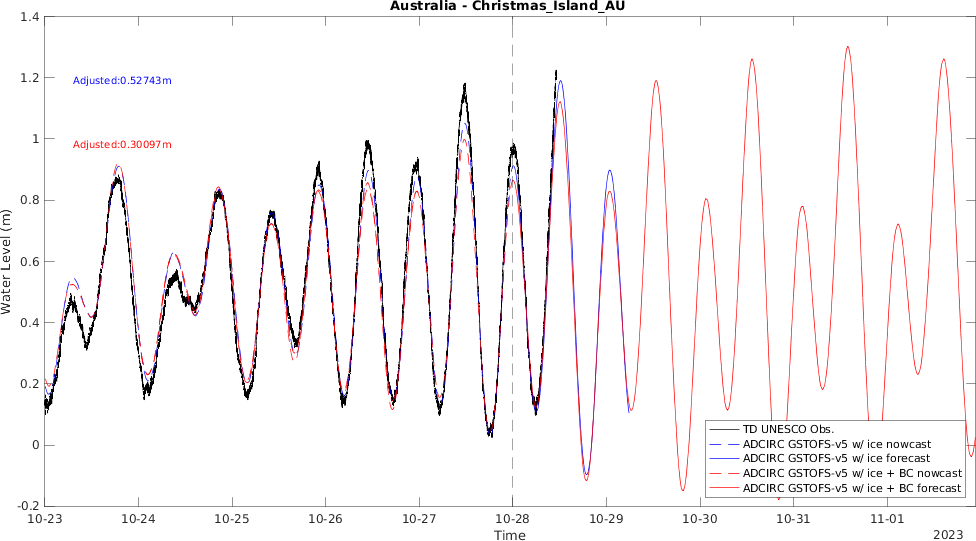 Australia - Christmas_Island_AU
1.4
1.2
1
0.8
0.6
0.4
0.2
0
-0.2
Water Level (m)
Adjusted:0.52743m
Adjusted:0.30097m
TD UNESCO Obs.
ADCIRC GSTOFS-v5 w/ ice nowcast
ADCIRC GSTOFS-v5 w/ ice forecast
ADCIRC GSTOFS-v5 w/ ice + BC nowcast
ADCIRC GSTOFS-v5 w/ ice + BC forecast
10-23 10-24 10-25 10-26 10-27 10-28 10-29 10-30 10-31 11-01
Time
2023